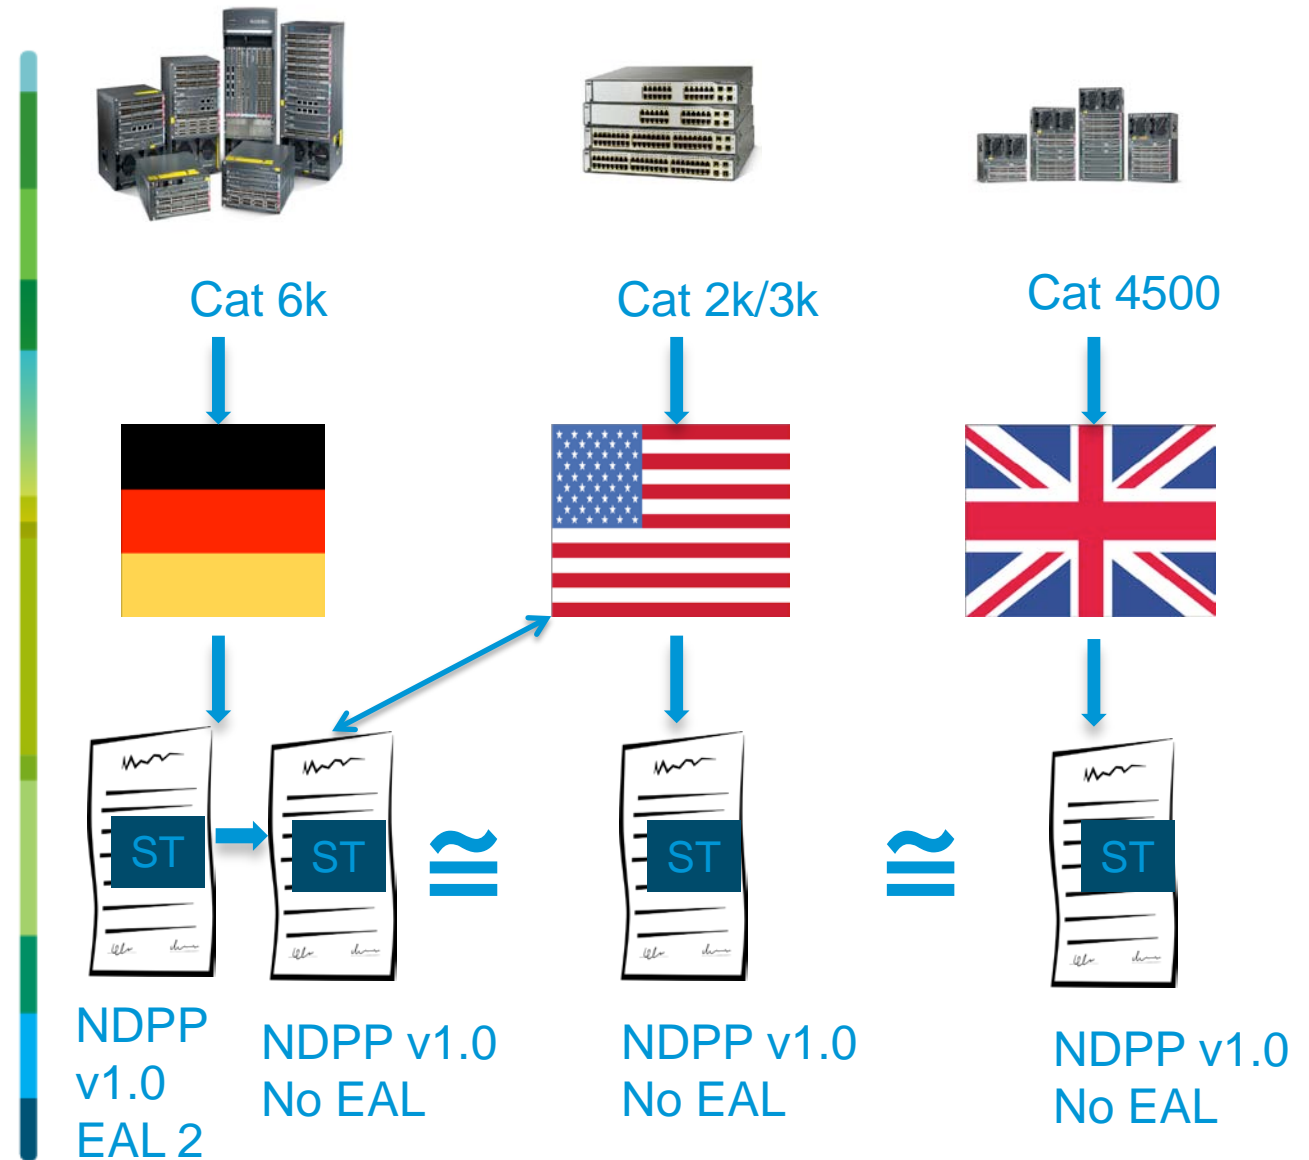 Cat 6k
Cat 2k/3k
Cat 4500
ST
ST
ST
ST
NDPP
v1.0
EAL 2
NDPP v1.0
No EAL
NDPP v1.0
No EAL
NDPP v1.0
No EAL